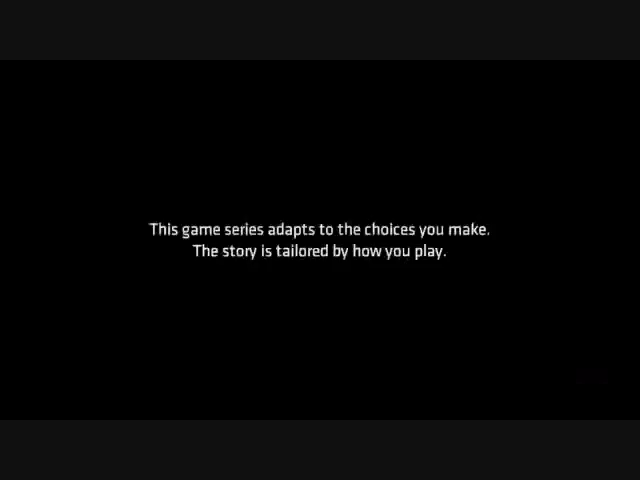 This game series adapts to the choices you make.
The story is tailored by how you play.